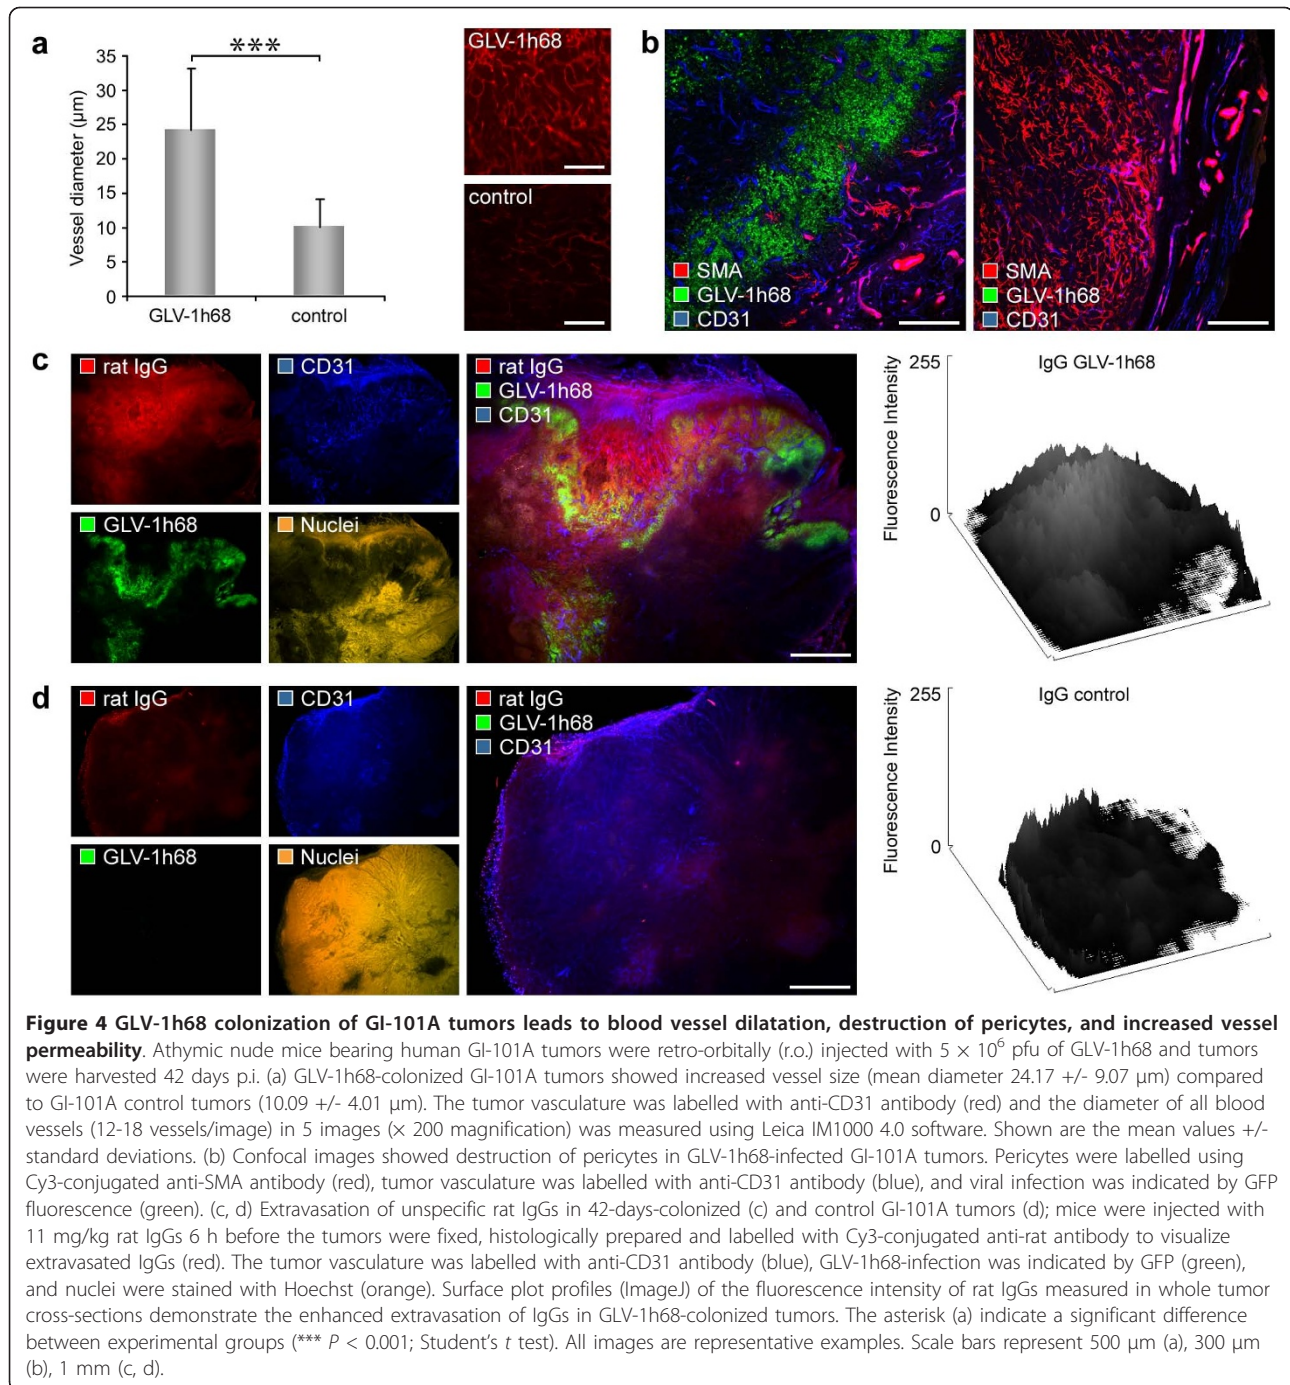 a
***
Vessel diameter (µm)
40
35
30
25
20
15
10
5
0
GLV-1h68
control
GLV-1h68
control
b
SMA
GLV-1h68
CD31
SMA
GLV-1h68
CD31
c
rat IgG
CD31
GLV-1h68
Nuclei
rat IgG
GLV-1h68
CD31
IgG GLV-1h68
Fluorescence Intensity
255
0
d
rat IgG
CD31
GLV-1h68
Nuclei
rat IgG
GLV-1h68
CD31
IgG control
Fluorescence Intensity
255
0
Figure 4 GLV-1h68 colonization of GI-101A tumors leads to blood vessel dilatation, destruction of pericytes, and increased vessel
permeability. Athymic nude mice bearing human GI-101A tumors were retro-orbitally (r.o.) injected with 5 × 10⁶ pfu of GLV-1h68 and tumors
were harvested 42 days p.i. (a) GLV-1h68-colonized GI-101A tumors showed increased vessel size (mean diameter 24.17 +/- 9.07 µm) compared
to GI-101A control tumors (10.09 +/- 4.01 µm). The tumor vasculature was labelled with anti-CD31 antibody (red) and the diameter of all blood
vessels (12-18 vessels/image) in 5 images (× 200 magnification) was measured using Leica IM1000 4.0 software. Shown are the mean values +/-
standard deviations. (b) Confocal images showed destruction of pericytes in GLV-1h68-infected GI-101A tumors. Pericytes were labelled using
Cy3-conjugated anti-SMA antibody (red), tumor vasculature was labelled with anti-CD31 antibody (blue), and viral infection was indicated by GFP
fluorescence (green). (c, d) Extravasation of unspecific rat IgGs in 42-days-colonized (c) and control GI-101A tumors (d); mice were injected with
11 mg/kg rat IgGs 6 h before the tumors were fixed, histologically prepared and labelled with Cy3-conjugated anti-rat antibody to visualize
extravasated IgGs (red). The tumor vasculature was labelled with anti-CD31 antibody (blue), GLV-1h68-infection was indicated by GFP (green),
and nuclei were stained with Hoechst (orange). Surface plot profiles (ImageJ) of the fluorescence intensity of rat IgGs measured in whole tumor
cross-sections demonstrate the enhanced extravasation of IgGs in GLV-1h68-colonized tumors. The asterisk (a) indicate a significant difference
between experimental groups (*** P < 0.001; Student's t test). All images are representative examples. Scale bars represent 500 µm (a), 300 µm
(b), 1 mm (c, d).